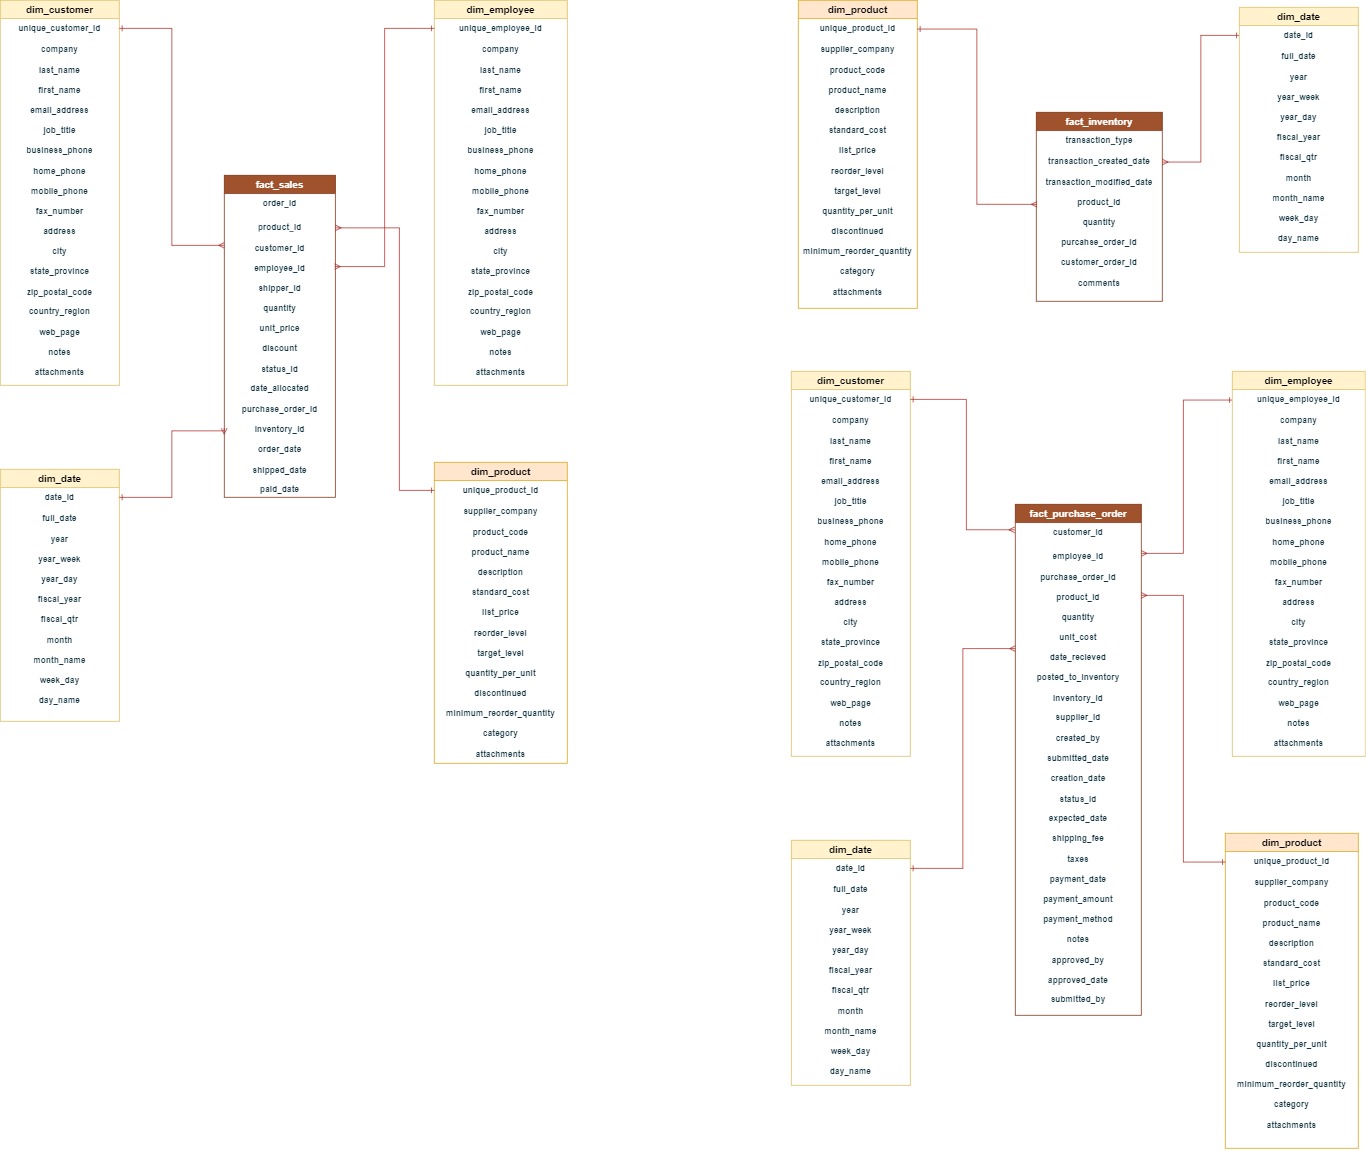 dim_customer
unique_customer_id
company
last_name
first_name
email_address
job_title
business_phone
home_phone
mobile_phone
fax_number
address
city
state_province
zip_postal_code
country_region
web_page
notes
attachments
dim_employee
unique_employee_id
company
last_name
first_name
email_address
job_title
business_phone
home_phone
mobile_phone
fax_number
address
city
state_province
zip_postal_code
country_region
web_page
notes
attachments
fact_sales
order_id
product_id
customer_id
employee_id
shipper_id
quantity
unit_price
discount
status_id
date_allocated
purchase_order_id
inventory_id
order_date
shipped_date
paid_date
dim_date
date_id
full_date
year
year_week
year_day
fiscal_year
fiscal_qtr
month
month_name
week_day
day_name
dim_product
unique_product_id
supplier_company
product_code
product_name
description
standard_cost
list_price
reorder_level
target_level
quantity_per_unit
discontinued
minimum_reorder_quantity
category
attachments
dim_product
unique_product_id
supplier_company
product_code
product_name
description
standard_cost
list_price
reorder_level
target_level
quantity_per_unit
discontinued
minimum_reorder_quantity
category
attachments
fact_inventory
transaction_type
transaction_created_date
transaction_modified_date
product_id
quantity
purcahse_order_id
customer_order_id
comments
dim_date
date_id
full_date
year
year_week
year_day
fiscal_year
fiscal_qtr
month
month_name
week_day
day_name
dim_customer
unique_customer_id
company
last_name
first_name
email_address
job_title
business_phone
home_phone
mobile_phone
fax_number
address
city
state_province
zip_postal_code
country_region
web_page
notes
attachments
dim_employee
unique_employee_id
company
last_name
first_name
email_address
job_title
business_phone
home_phone
mobile_phone
fax_number
address
city
state_province
zip_postal_code
country_region
web_page
notes
attachments
fact_purchase_order
customer_id
employee_id
purchase_order_id
product_id
quantity
unit_cost
date_recieved
posted_to_inventory
inventory_id
supplier_id
created_by
submitted_date
creation_date
status_id
expected_date
shipping_fee
taxes
payment_date
payment_amount
payment_method
notes
approved_by
approved_date
submitted_by
dim_date
date_id
full_date
year
year_week
year_day
fiscal_year
fiscal_qtr
month
month_name
week_day
day_name
dim_product
unique_product_id
supplier_company
product_code
product_name
description
standard_cost
list_price
reorder_level
target_level
quantity_per_unit
discontinued
minimum_reorder_quantity
category
attachments